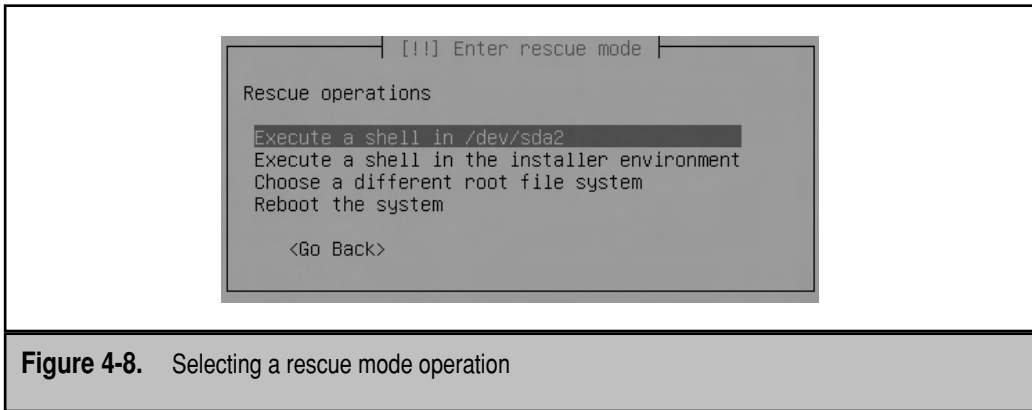 [!!] Enter rescue mode
Rescue operations
Execute a shell in /dev/sda2
Execute a shell in the installer environment
Choose a different root file system
Reboot the system
<Go Back>
Figure 4-8. Selecting a rescue mode operation